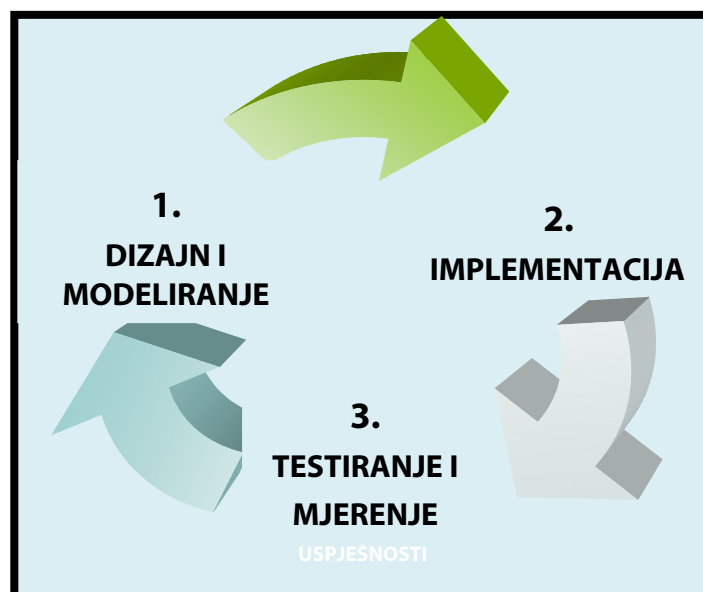 1.
DIZAJN I
MODELIRANJE
2.
IMPLEMENTACIJA
3.
TESTIRANJE I
MJERENJE
USPJEŠNOSTI